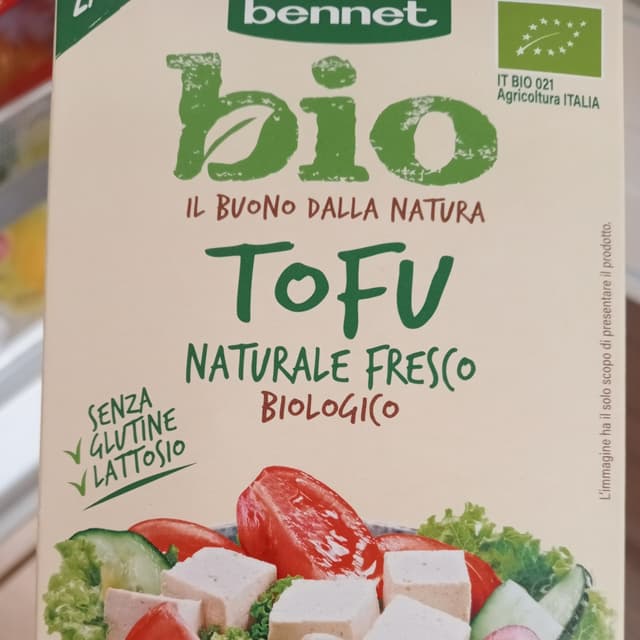 bennet
bio
IT BIO 021
Agricoltura ITALIA
IL BUONO DALLA NATURA
TOFU
NATURALE FRESCO
BIOLOGICO
SENZA
GLUTINE
LATTOSIO
L'immagine ha il solo scopo di presentare il prodotto.